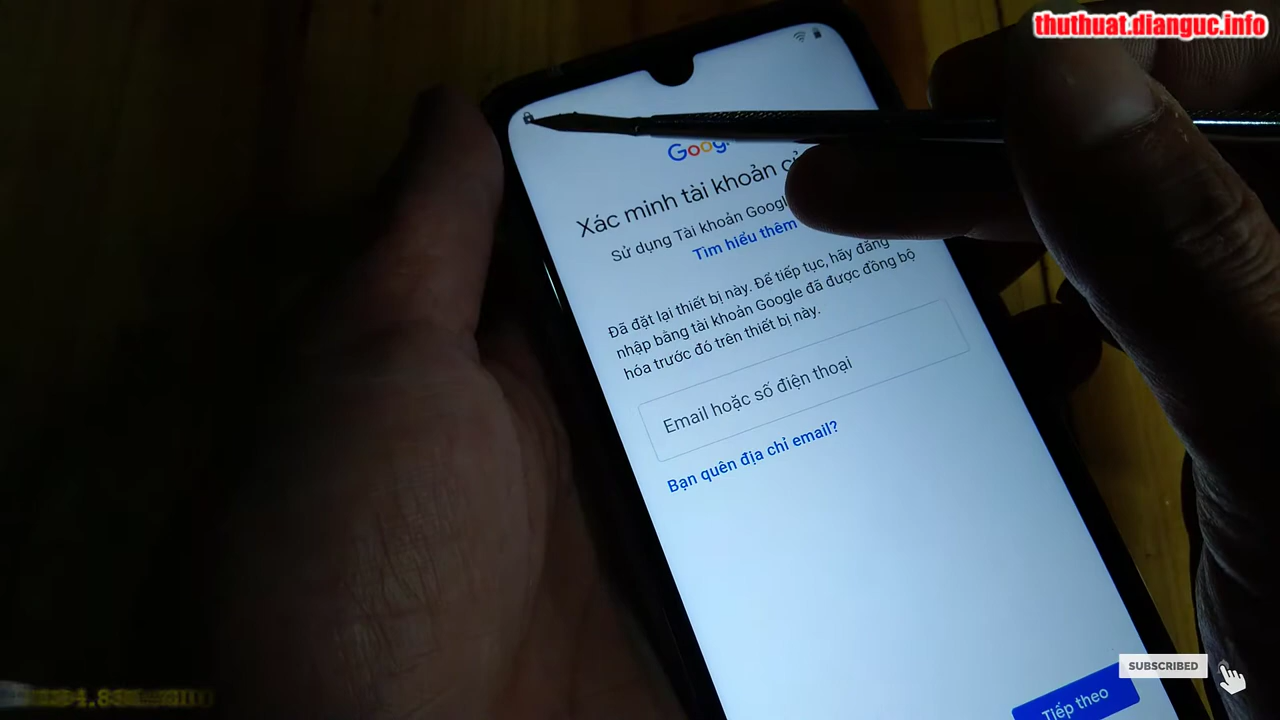 thuthuat.dianguc.info
Goog
Xác minh tài khoản
Sử dụng Tài khoản Googl
Tìm hiểu thêm
Đã đặt lại thiết bị này. Để tiếp tục, hãy đăng
nhập bằng tài khoản Google đã được đồng bộ
hóa trước đó trên thiết bị này.
Email hoặc số điện thoại
Bạn quên địa chỉ email?
Tiếp theo
SUBSCRIBED